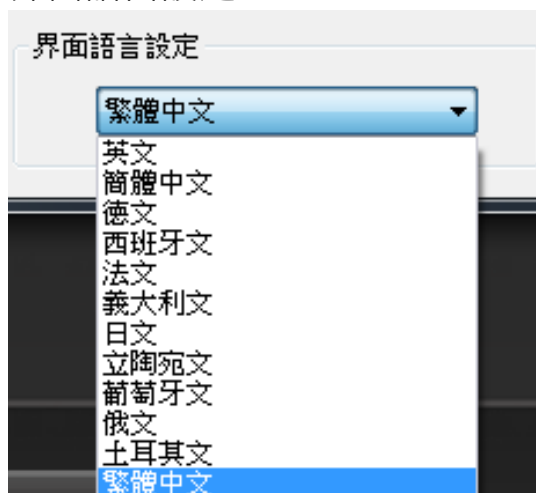 界面語言設定
繁體中文
英文
簡體中文
德文
西班牙文
法文
義大利文
日文
立陶宛文
葡萄牙文
俄文
土耳其文
繁體中文